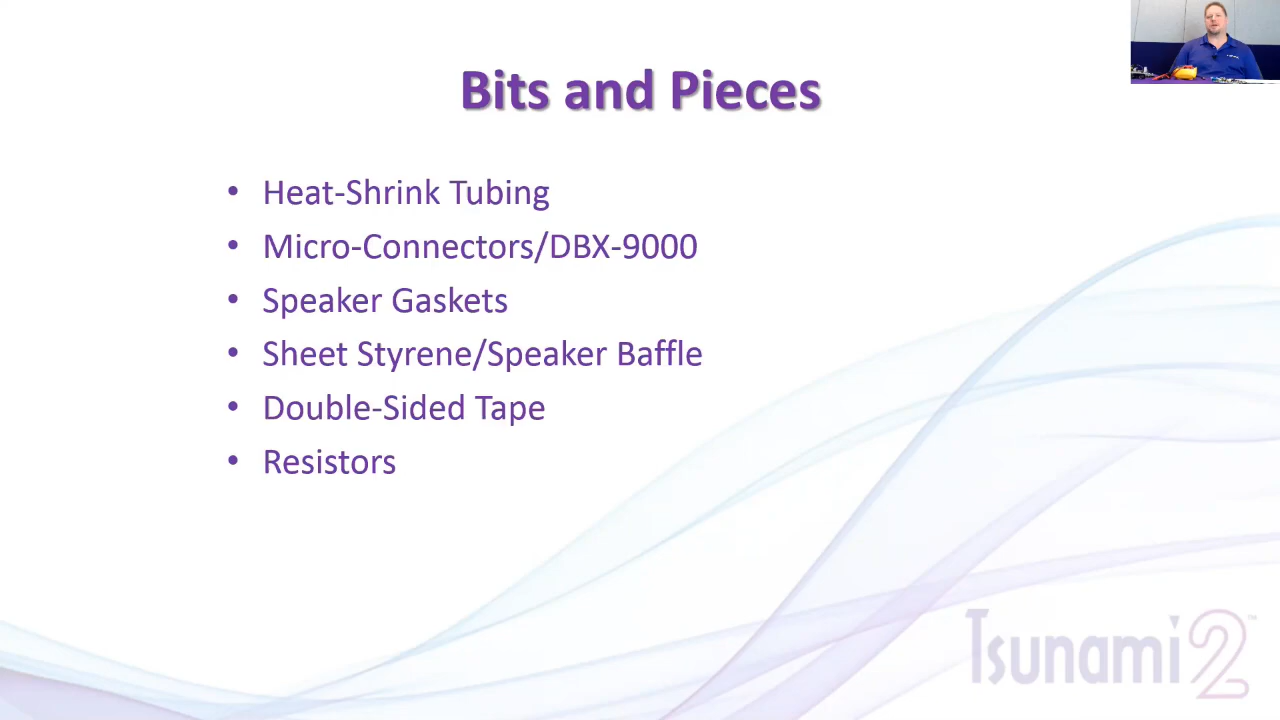 Bits and Pieces
• Heat-Shrink Tubing
• Micro-Connectors/DBX-9000
• Speaker Gaskets
• Sheet Styrene/Speaker Baffle
• Double-Sided Tape
• Resistors
Tsunami2™